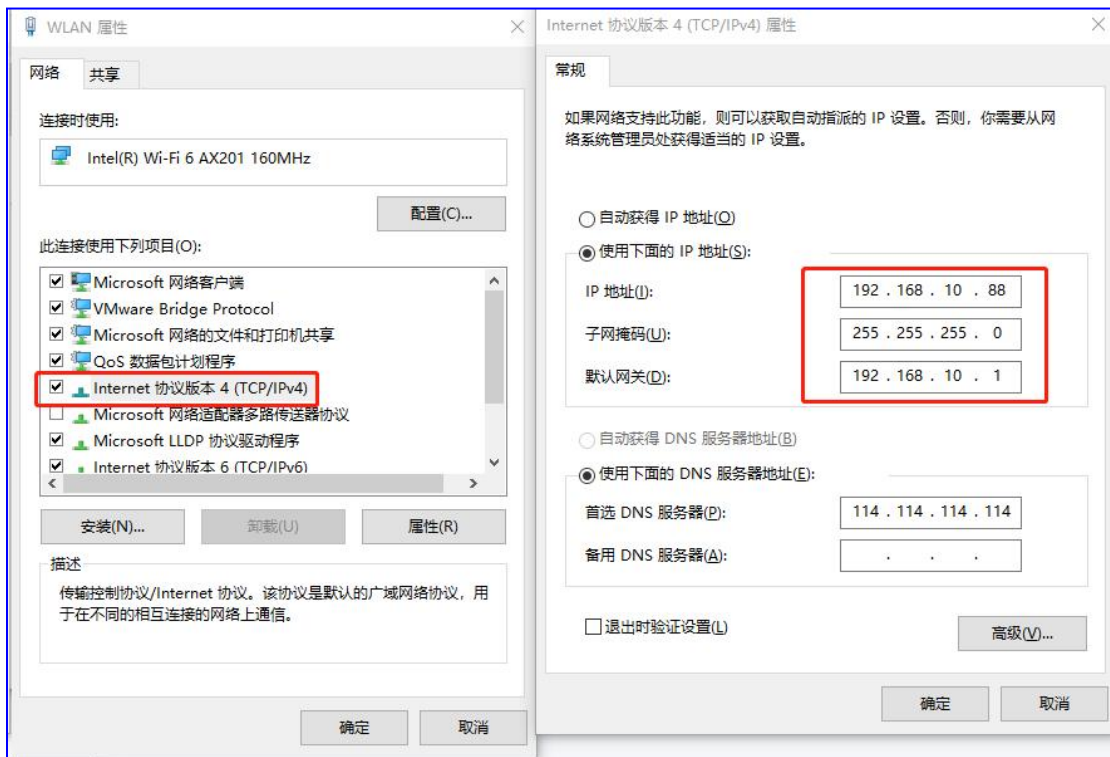 WLAN 属性
网络
共享
连接时使用:
Intel(R) Wi-Fi 6 AX201 160MHz
配置(C)...
此连接使用下列项目(O):
Microsoft 网络客户端
VMware Bridge Protocol
Microsoft 网络的文件和打印机共享
QoS 数据包计划程序
Internet 协议版本 4 (TCP/IPv4)
Microsoft 网络适配器多路传送器协议
Microsoft LLDP 协议驱动程序
Internet 协议版本 6 (TCP/IPv6)
安装(N)...
卸载(U)
属性(R)
描述
传输控制协议/Internet 协议。该协议是默认的广域网络协议，用
于在不同的相互连接的网络上通信。
确定
取消
Internet 协议版本 4 (TCP/IPv4) 属性
常规
如果网络支持此功能，则可以获取自动指派的 IP 设置。否则，你需要从网
络系统管理员处获得适当的 IP 设置。
自动获得 IP 地址(O)
使用下面的 IP 地址(S):
IP 地址(I):
192 . 168 . 10 . 88
子网掩码(U):
255 . 255 . 255 . 0
默认网关(D):
192 . 168 . 10 . 1
自动获得 DNS 服务器地址(B)
使用下面的 DNS 服务器地址(E):
首选 DNS 服务器(P):
114 . 114 . 114 . 114
备用 DNS 服务器(A):
. . .
退出时验证设置(L)
高级(V)...
确定
取消